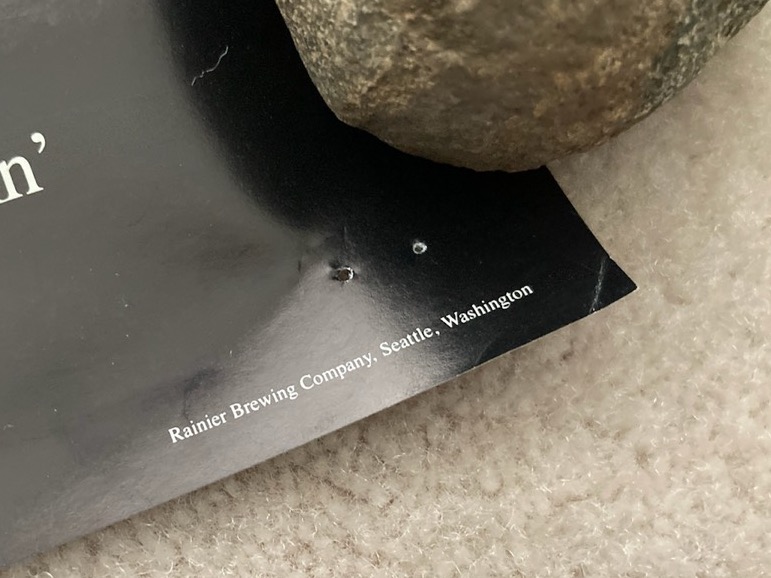 n’
Rainier Brewing Company, Seattle, Washington